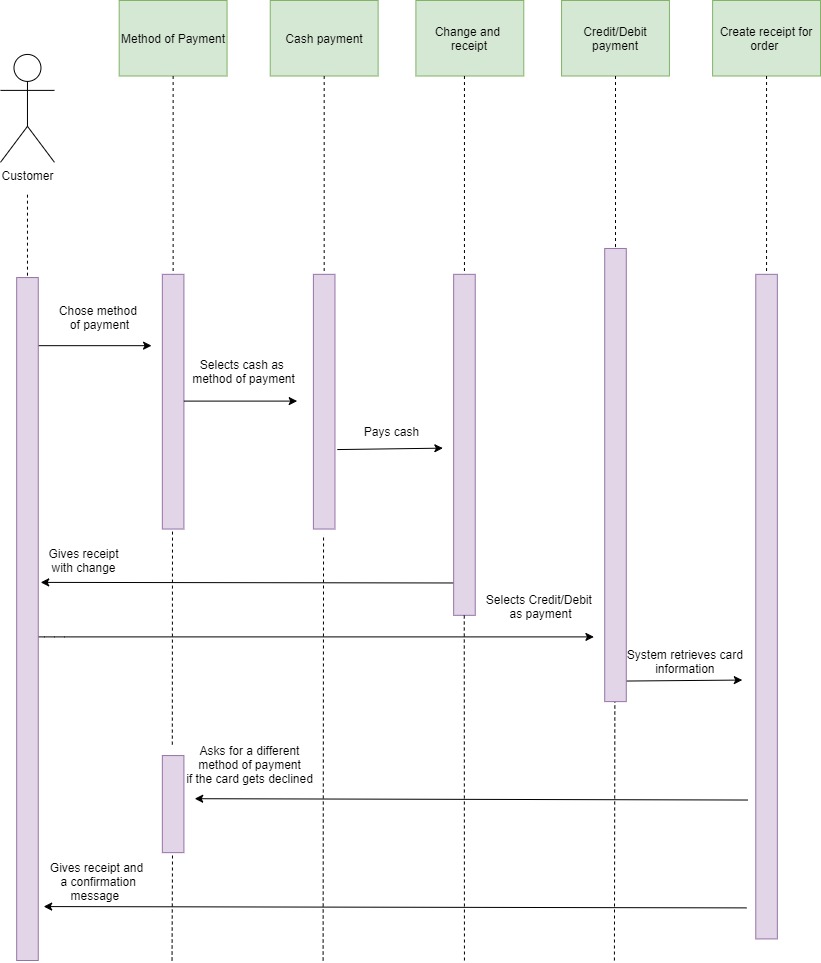 Method of Payment
Cash payment
Change and
receipt
Credit/Debit
payment
Create receipt for
order
Customer
Chose method
of payment
Selects cash as
method of payment
Pays cash
Gives receipt
with change
Selects Credit/Debit
as payment
System retrieves card
information
Asks for a different
method of payment
if the card gets declined
Gives receipt and
a confirmation
message